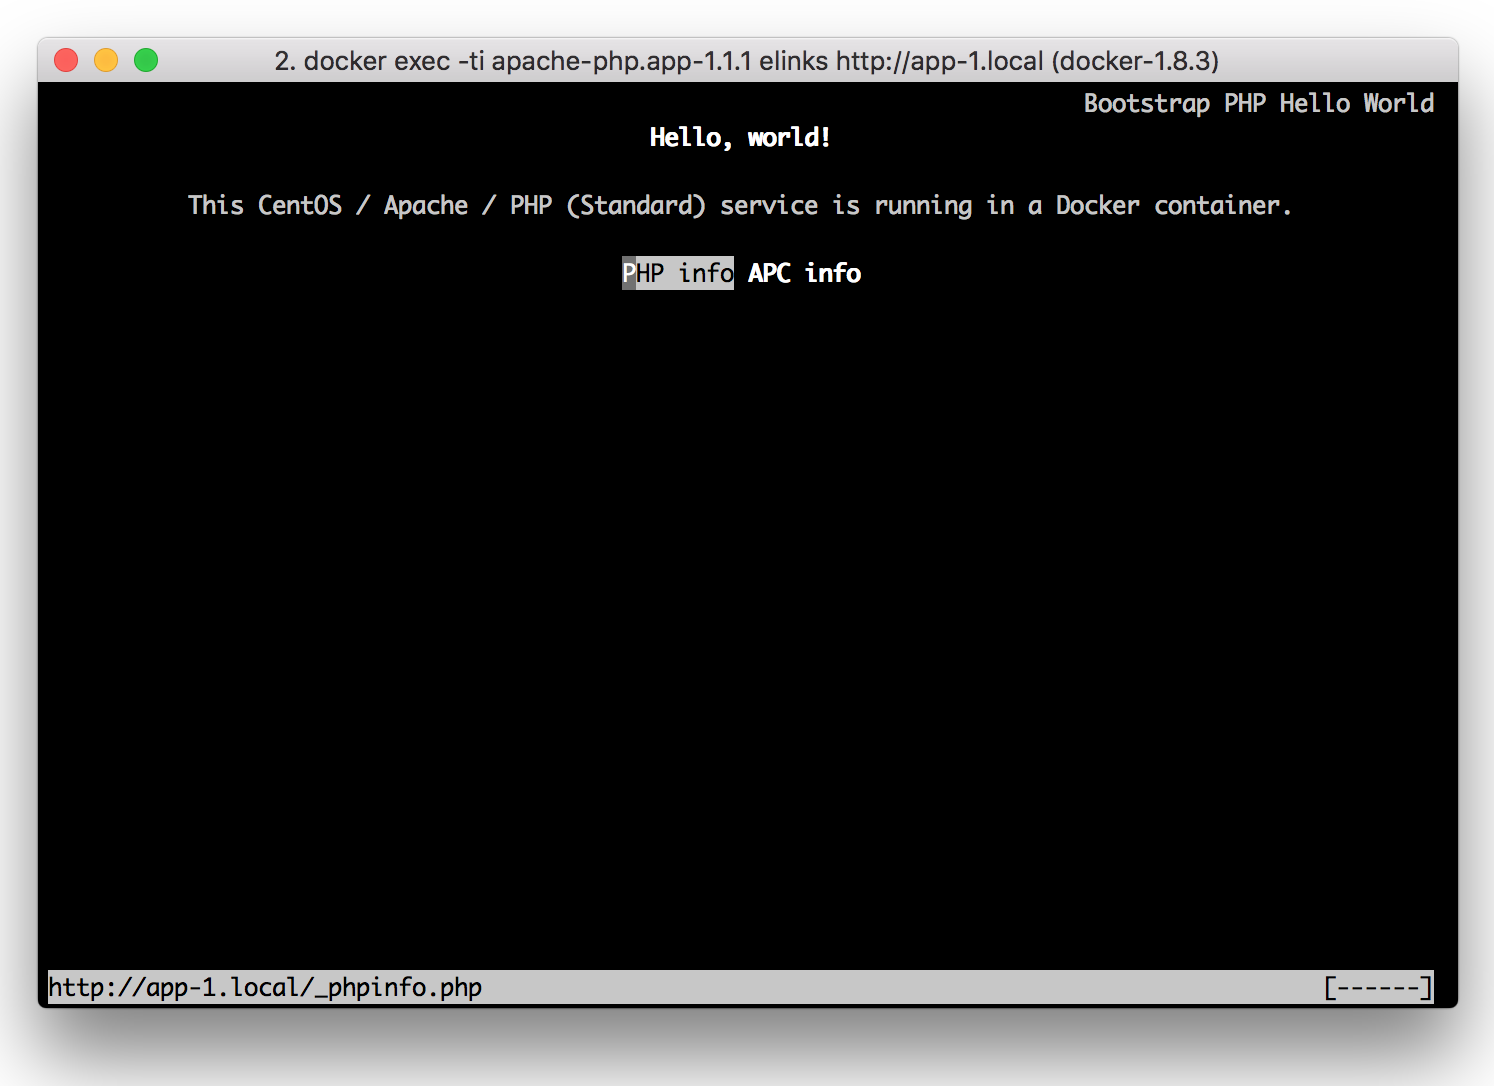 2. docker exec -ti apache-php.app-1.1.1 elinks http://app-1.local (docker-1.8.3)
Bootstrap PHP Hello World
Hello, world!
This CentOS / Apache / PHP (Standard) service is running in a Docker container.
PHP info APC info
http://app-1.local/_phpinfo.php [------]